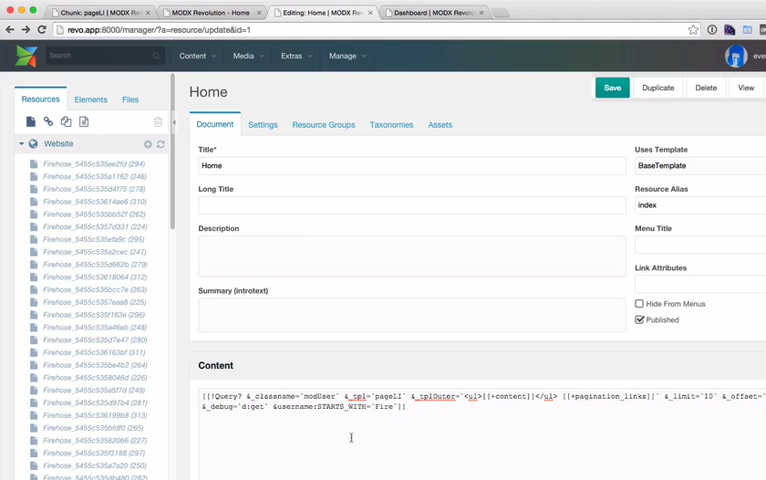 Chunk: pageLI | MODX Re
MODX Revolution - Home
Editing: Home | MODX Re
Dashboard | MODX Revolu
revo.app:8000/manager/?a=resource/update&id=1
Search
Content
Media
Extras
Manage
eve
Resources
Elements
Files
Website
Firehose_5455c535ee2fd (294)
Firehose_5455c535a1162 (246)
Firehose_5455c535d4f75 (278)
Firehose_5455c53614ae6 (310)
Firehose_5455c535bb52f (262)
Firehose_5455c5357d331 (224)
Firehose_5455c535efa9c (295)
Firehose_5455c535a2cec (247)
Firehose_5455c535d662b (279)
Firehose_5455c53618064 (312)
Firehose_5455c535bcc7e (263)
Firehose_5455c5357eaa8 (225)
Firehose_5455c535f163e (296)
Firehose_5455c535a46eb (248)
Firehose_5455c535d7e47 (280)
Firehose_5455c536163bf (311)
Firehose_5455c535be4b2 (264)
Firehose_5455c5358046d (226)
Firehose_5455c535a5f7d (249)
Firehose_5455c535d97b4 (281)
Firehose_5455c536199b8 (313)
Firehose_5455c535bfdf0 (265)
Firehose_5455c53582066 (227)
Firehose_5455c535f3188 (297)
Firehose_5455c535a7a20 (250)
Firehose_5455c535db480 (282)
Home
Save
Duplicate
Delete
View
Document
Settings
Resource Groups
Taxonomies
Assets
Title*
Home
Long Title
Description
Summary (introtext)
Uses Template
BaseTemplate
Resource Alias
index
Menu Title
Link Attributes
Hide From Menus
Published
Content
[[!Query? &_classname=`modUser` &_tpl=`pageLI` &_tplOuter=`<ul>[[+content]]</ul> [[+pagination_links]]` &_limit=`10` &_offset=`
&_debug=`d:get` &username:STARTS_WITH=`Fire`]]